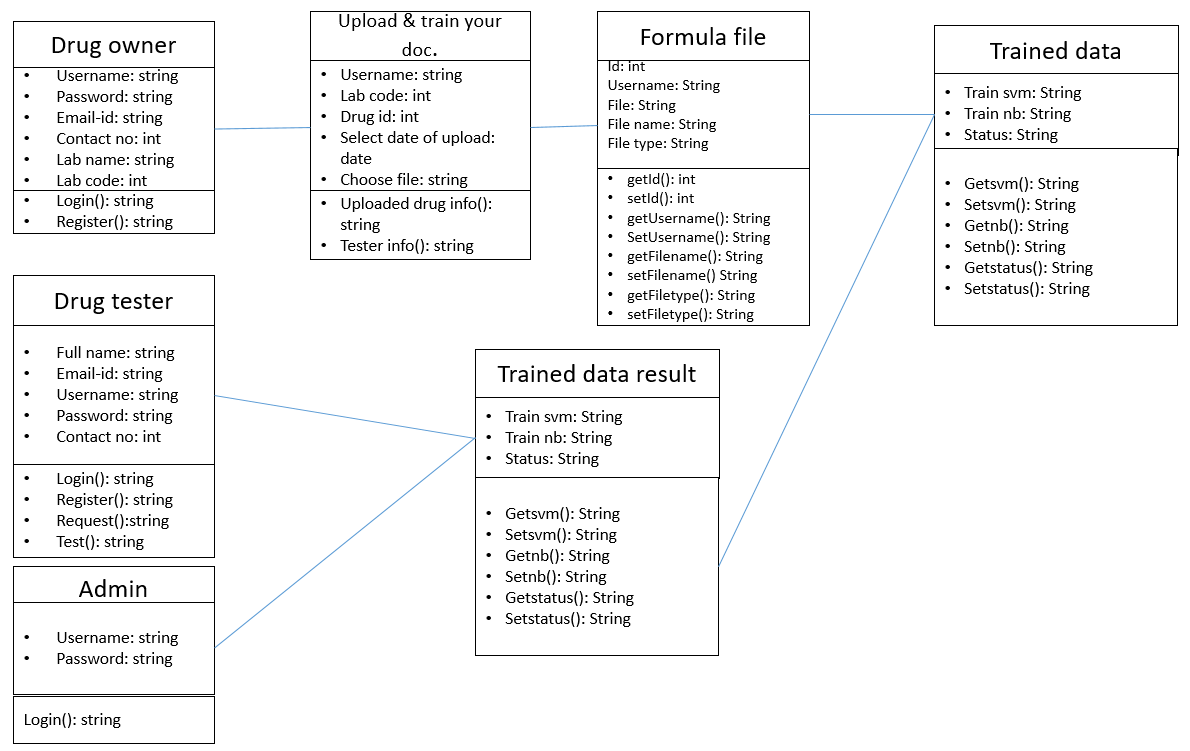 Drug owner
• Username: string
• Password: string
• Email-id: string
• Contact no: int
• Lab name: string
• Lab code: int
• Login(): string
• Register(): string
Upload & train your
doc.
• Username: string
• Lab code: int
• Drug id: int
• Select date of upload:
date
• Choose file: string
• Uploaded drug info():
string
• Tester info(): string
Formula file
Id: int
Username: String
File: String
File name: String
File type: String
• getId(): int
• setId(): int
• getUsername(): String
• SetUsername(): String
• getFilename(): String
• setFilename() String
• getFiletype(): String
• setFiletype(): String
Trained data
• Train svm: String
• Train nb: String
• Status: String
• Getsvm(): String
• Setsvm(): String
• Getnb(): String
• Setnb(): String
• Getstatus(): String
• Setstatus(): String
Drug tester
• Full name: string
• Email-id: string
• Username: string
• Password: string
• Contact no: int
• Login(): string
• Register(): string
• Request():string
• Test(): string
Trained data result
• Train svm: String
• Train nb: String
• Status: String
• Getsvm(): String
• Setsvm(): String
• Getnb(): String
• Setnb(): String
• Getstatus(): String
• Setstatus(): String
Admin
• Username: string
• Password: string
Login(): string